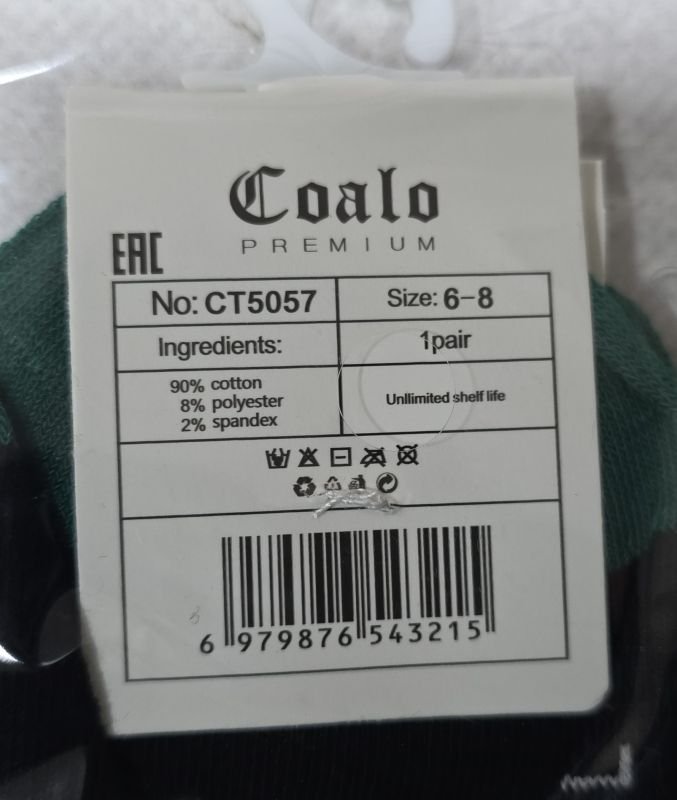 Coalo
PREMIUM
EAC
No: CT5057
Size: 6-8
Ingredients:
1pair
90% cotton
8% polyester
2% spandex
Unllimited shelf life
6 979876 543215